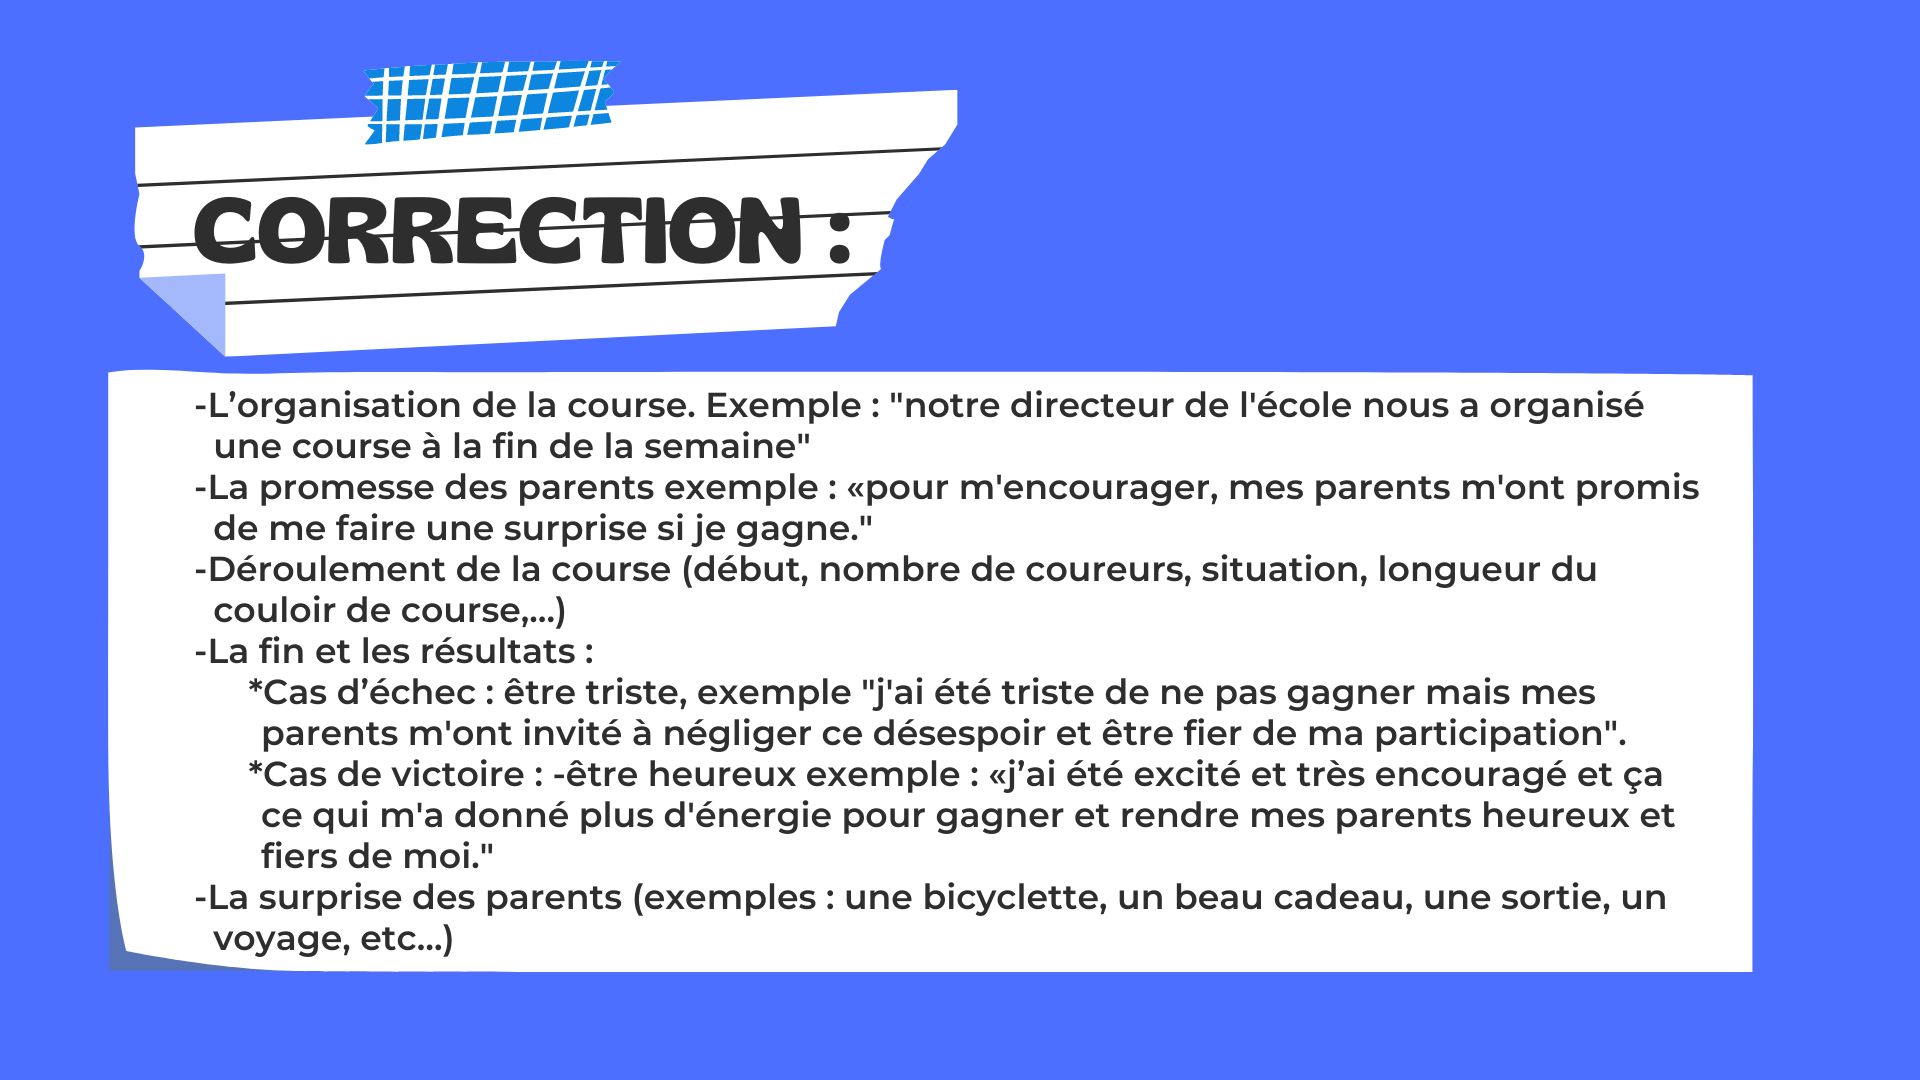 CORRECTION :
-L’organisation de la course. Exemple : "notre directeur de l'école nous a organisé
une course à la fin de la semaine"
-La promesse des parents exemple : «pour m'encourager, mes parents m'ont promis
de me faire une surprise si je gagne."
-Déroulement de la course (début, nombre de coureurs, situation, longueur du
couloir de course,...)
-La fin et les résultats :
*Cas d’échec : être triste, exemple "j'ai été triste de ne pas gagner mais mes
parents m'ont invité à négliger ce désespoir et être fier de ma participation".
*Cas de victoire : -être heureux exemple : «j’ai été excité et très encouragé et ça
ce qui m'a donné plus d'énergie pour gagner et rendre mes parents heureux et
fiers de moi."
-La surprise des parents (exemples : une bicyclette, un beau cadeau, une sortie, un
voyage, etc...)